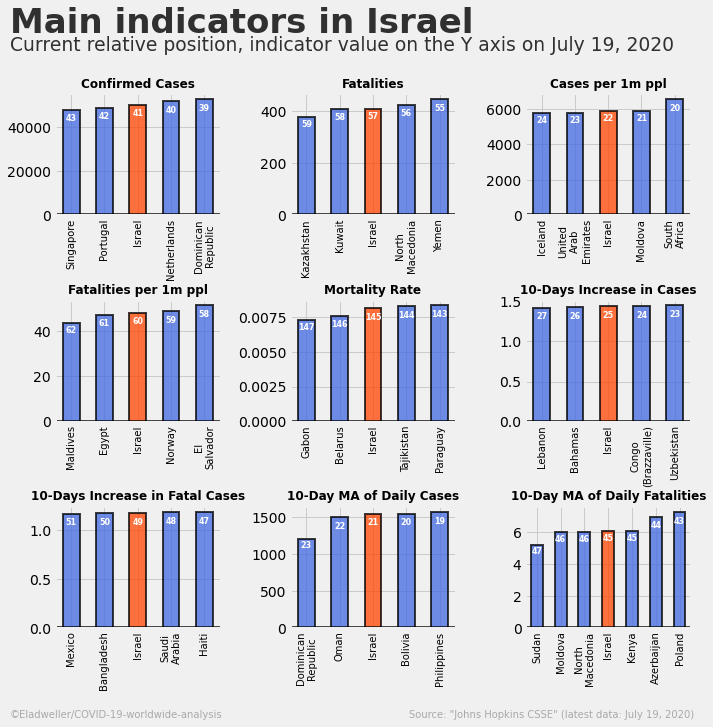 Main indicators in Israel
Current relative position, indicator value on the Y axis on July 19, 2020
Confirmed Cases
40000
20000
0
43
42
41
40
39
Singapore
Portugal
Israel
Netherlands
Dominican
Republic
Fatalities
400
200
0
59
58
57
56
55
Kazakhstan
Kuwait
Israel
North
Macedonia
Yemen
Cases per 1m ppl
6000
4000
2000
0
24
23
22
21
20
Iceland
United
Arab
Emirates
Israel
Moldova
South
Africa
Fatalities per 1m ppl
40
20
0
62
61
60
59
58
Maldives
Egypt
Israel
Norway
El
Salvador
Mortality Rate
0.0075
0.0050
0.0025
0.0000
147
146
145
144
143
Gabon
Belarus
Israel
Tajikistan
Paraguay
10-Days Increase in Cases
1.5
1.0
0.5
0.0
27
26
25
24
23
Lebanon
Bahamas
Israel
Congo
(Brazzaville)
Uzbekistan
10-Days Increase in Fatal Cases
1.0
0.5
0.0
51
50
49
48
47
Mexico
Bangladesh
Israel
Saudi
Arabia
Haiti
10-Day MA of Daily Cases
1500
1000
500
0
23
22
21
20
19
Dominican
Republic
Oman
Israel
Bolivia
Philippines
10-Day MA of Daily Fatalities
6
4
2
0
47
46
46
45
45
44
43
Sudan
Moldova
North
Macedonia
Israel
Kenya
Azerbaijan
Poland
©Eladweller/COVID-19-worldwide-analysis
Source: "Johns Hopkins CSSE" (latest data: July 19, 2020)